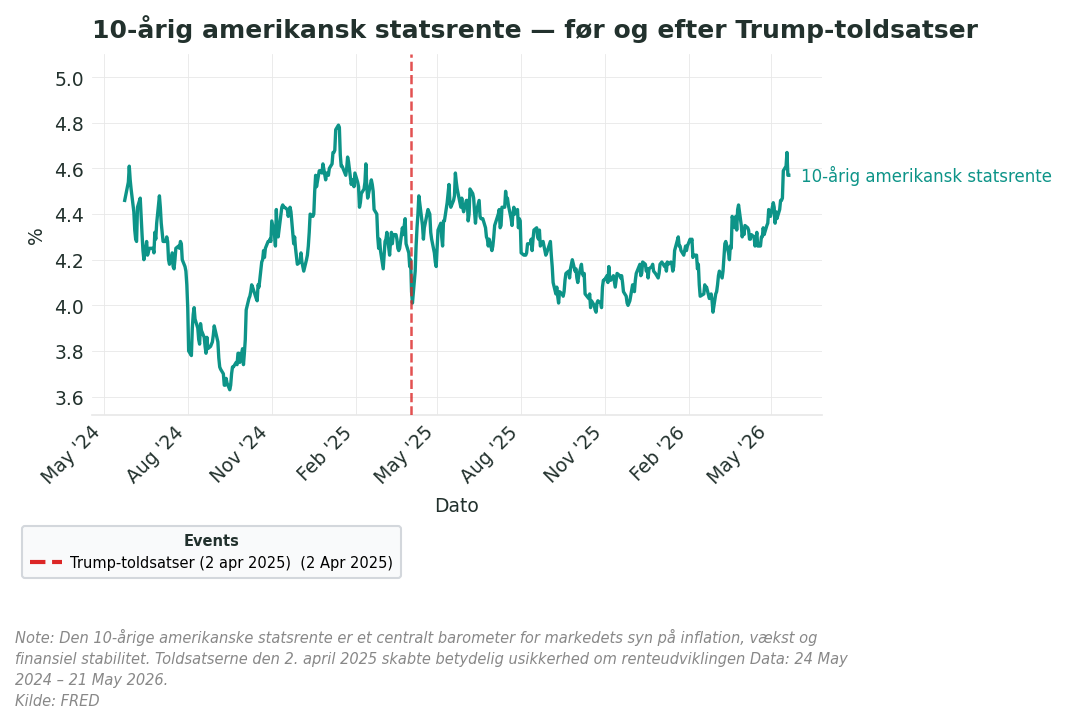 10-årig amerikansk statsrente — før og efter Trump-toldsatser
5.0
4.8
4.6
4.4
4.2
4.0
3.8
3.6
%
10-årig amerikansk statsrente
May '24
Aug '24
Nov '24
Feb '25
May '25
Aug '25
Nov '25
Feb '26
May '26
Dato
Events
Trump-toldsatser (2 apr 2025)  (2 Apr 2025)
Note: Den 10-årige amerikanske statsrente er et centralt barometer for markedets syn på inflation, vækst og
finansiel stabilitet. Toldsatserne den 2. april 2025 skabte betydelig usikkerhed om renteudviklingen Data: 24 May
2024 – 21 May 2026.
Kilde: FRED